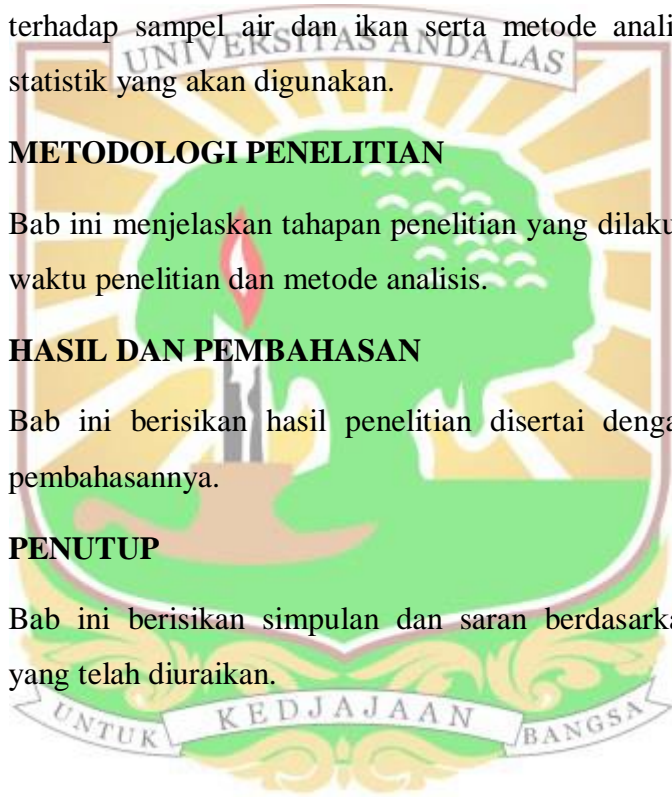 terhadap sampel air dan ikan serta metode anali
UNIVERSITAS ANDALAS
statistik yang akan digunakan.
METODOLOGI PENELITIAN
Bab ini menjelaskan tahapan penelitian yang dilaku
waktu penelitian dan metode analisis.
HASIL DAN PEMBAHASAN
Bab ini berisikan hasil penelitian disertai denga
pembahasannya.
PENUTUP
Bab ini berisikan simpulan dan saran berdasarka
yang telah diuraikan.
UNTUK KEDJAJAAN BANGSA